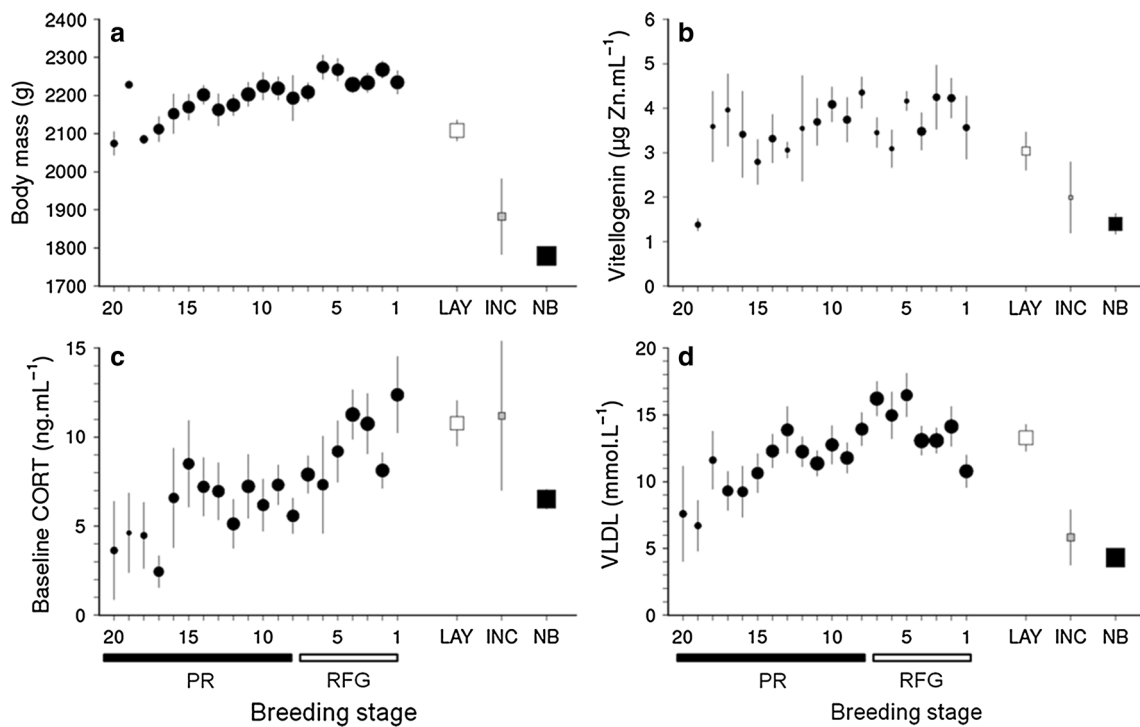 a
Body mass (g)
2400
2300
2200
2100
2000
1900
1800
1700
20 15 10 5 1 LAY INC NB
b
Vitellogenin (µg Zn.mL⁻¹)
6
5
4
3
2
1
0
20 15 10 5 1 LAY INC NB
c
Baseline CORT (ng.mL⁻¹)
15
10
5
0
20 15 10 5 1 LAY INC NB
PR RFG
Breeding stage
d
VLDL (mmol.L⁻¹)
20
15
10
5
0
20 15 10 5 1 LAY INC NB
PR RFG
Breeding stage